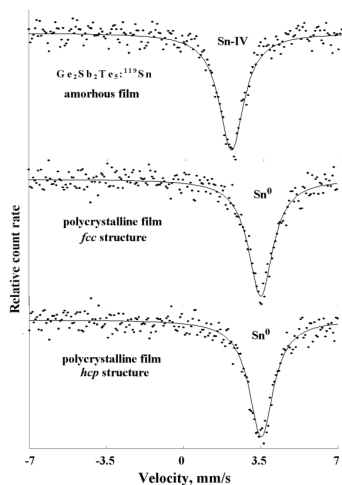 Sn-IV
Ge₂Sb₂Te₅:¹¹⁹Sn
amorhous film
Sn⁰
polycrystalline film
fcc structure
Sn⁰
polycrystalline film
hcp structure
Relative count rate
-7 -3.5 0 3.5 7
Velocity, mm/s